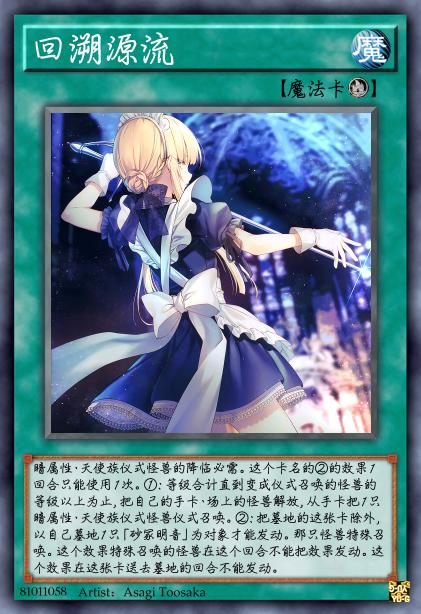 回溯源流
魔
【魔法卡】
暗属性·天使族仪式怪兽的降临必需。这个卡名的②的效果1
回合只能使用1次。①：等级合计直到变成仪式召唤的怪兽的
等级以上为止，把自己的手卡·场上的怪兽解放，从手卡把1只
暗属性·天使族仪式怪兽仪式召唤。②：把墓地的这张卡除外，
以自己墓地1只「砂冢明音」为对象才能发动。那只怪兽特殊召
唤。这个效果特殊召唤的怪兽在这个回合不能把效果发动。这
个效果在这张卡送去墓地的回合不能发动。
81011058 Artist: Asagi Toosaka